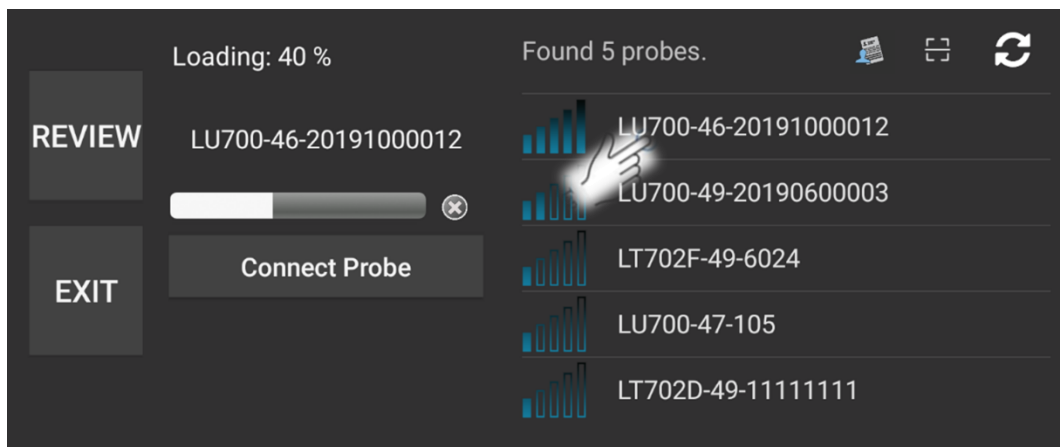 Loading: 40 %
LU700-46-20191000012
Connect Probe
REVIEW
EXIT
Found 5 probes.
LU700-46-20191000012
LU700-49-20190600003
LT702F-49-6024
LU700-47-105
LT702D-49-11111111